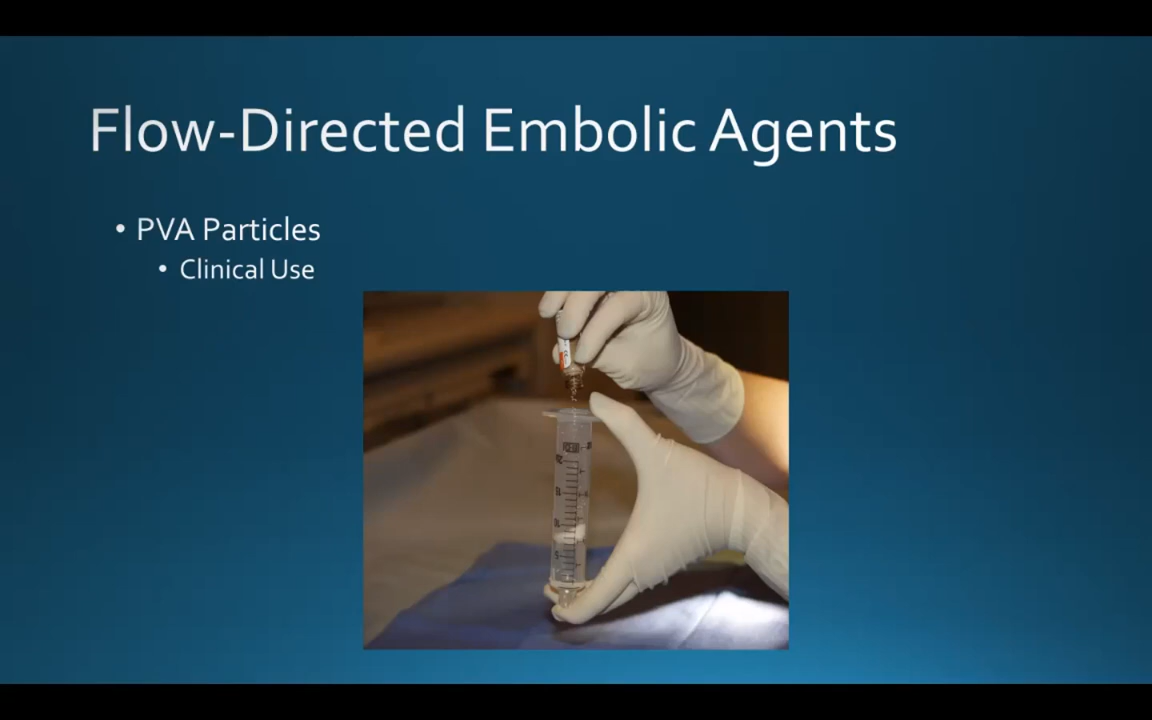 Flow-Directed Embolic Agents
• PVA Particles
• Clinical Use